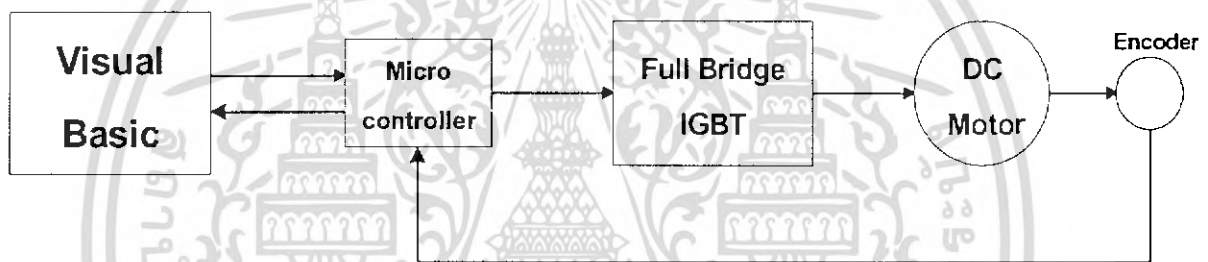 Visual
Basic
Micro
controller
Full Bridge
IGBT
DC
Motor
Encoder